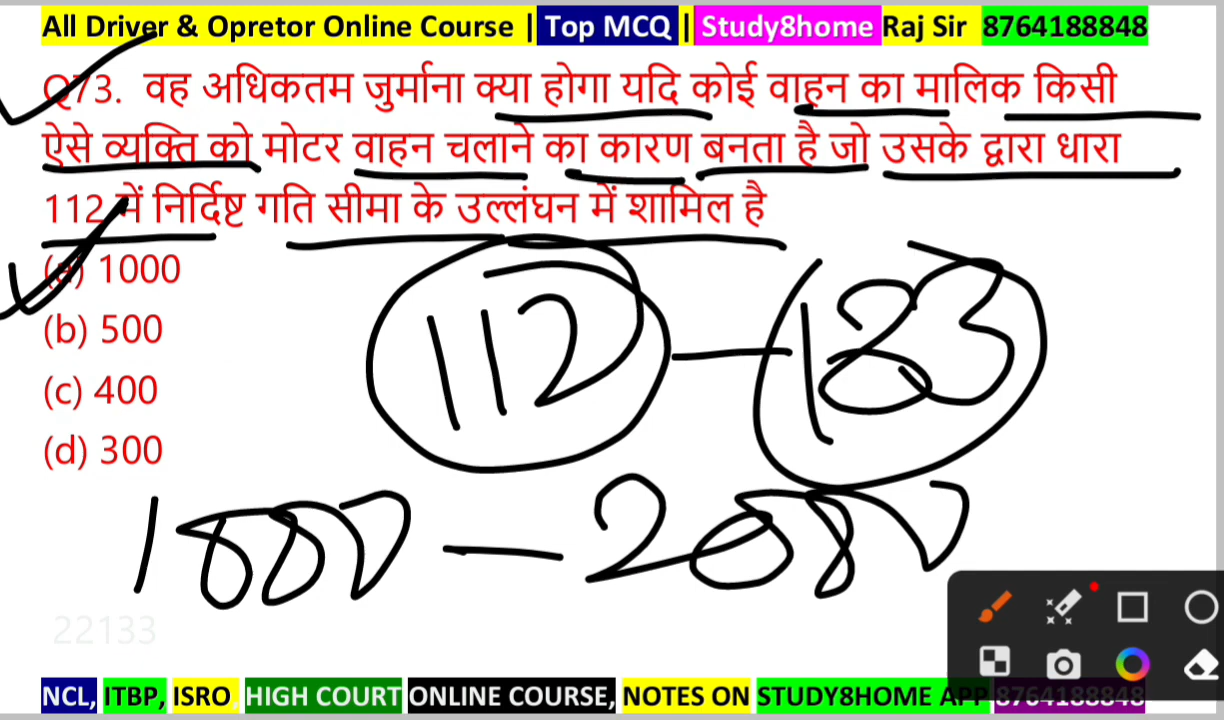 All Driver & Opretor Online Course | Top MCQ | Study8home Raj Sir 8764188848
Q73. वह अधिकतम जुर्माना क्या होगा यदि कोई वाहन का मालिक किसी
ऐसे व्यक्ति को मोटर वाहन चलाने का कारण बनता है जो उसके द्वारा धारा
112 में निर्दिष्ट गति सीमा के उल्लंघन में शामिल है
(a) 1000
(b) 500
(c) 400
(d) 300
112 — 183
1000 — 2000
22133
NCL, ITBP, ISRO, HIGH COURT ONLINE COURSE, NOTES ON STUDY8HOME APP 8764188848